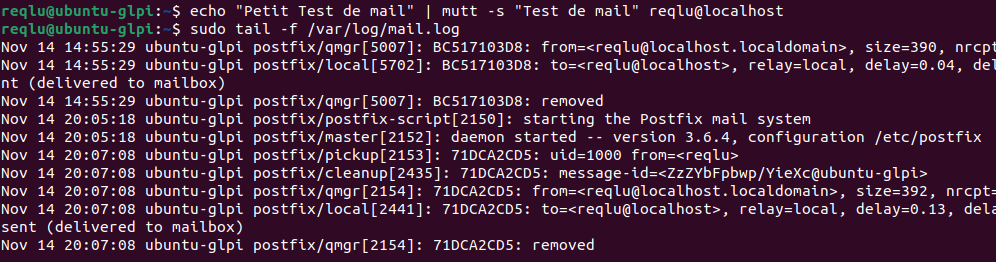 reqlu@ubuntu-glpi:~$ echo "Petit Test de mail" | mutt -s "Test de mail" reqlu@localhost
reqlu@ubuntu-glpi:~$ sudo tail -f /var/log/mail.log
Nov 14 14:55:29 ubuntu-glpi postfix/qmgr[5007]: BC517103D8: from=<reqlu@localhost.localdomain>, size=390, nrcpt
Nov 14 14:55:29 ubuntu-glpi postfix/local[5702]: BC517103D8: to=<reqlu@localhost>, relay=local, delay=0.04, del
nt (delivered to mailbox)
Nov 14 14:55:29 ubuntu-glpi postfix/qmgr[5007]: BC517103D8: removed
Nov 14 20:05:18 ubuntu-glpi postfix/postfix-script[2150]: starting the Postfix mail system
Nov 14 20:05:18 ubuntu-glpi postfix/master[2152]: daemon started -- version 3.6.4, configuration /etc/postfix
Nov 14 20:07:08 ubuntu-glpi postfix/pickup[2153]: 71DCA2CD5: uid=1000 from=<reqlu>
Nov 14 20:07:08 ubuntu-glpi postfix/cleanup[2435]: 71DCA2CD5: message-id=<ZzZYbFpbwp/YieXc@ubuntu-glpi>
Nov 14 20:07:08 ubuntu-glpi postfix/qmgr[2154]: 71DCA2CD5: from=<reqlu@localhost.localdomain>, size=392, nrcpt=
Nov 14 20:07:08 ubuntu-glpi postfix/local[2441]: 71DCA2CD5: to=<reqlu@localhost>, relay=local, delay=0.13, dela
sent (delivered to mailbox)
Nov 14 20:07:08 ubuntu-glpi postfix/qmgr[2154]: 71DCA2CD5: removed